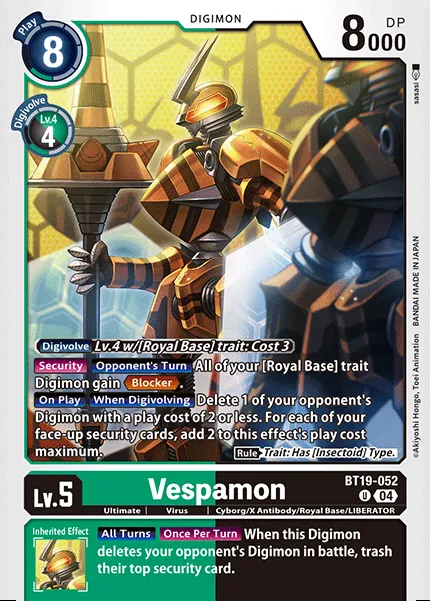 Play
8
DIGIMON
DP
8000
Digivolve
Lv.4
4
sasasi
©Akiyoshi Hongo, Toei Animation BANDAI MADE IN JAPAN
Digivolve Lv.4 w/[Royal Base] trait: Cost 3
Security Opponent's Turn All of your [Royal Base] trait
Digimon gain Blocker
On Play When Digivolving Delete 1 of your opponent's
Digimon with a play cost of 2 or less. For each of your
face-up security cards, add 2 to this effect's play cost
maximum.
Rule Trait: Has [Insectoid] Type.
Lv.5
Vespamon
BT19-052
U 04
Ultimate Virus Cyborg/X Antibody/Royal Base/LIBERATOR
Inherited Effect
All Turns Once Per Turn When this Digimon
deletes your opponent's Digimon in battle, trash
their top security card.